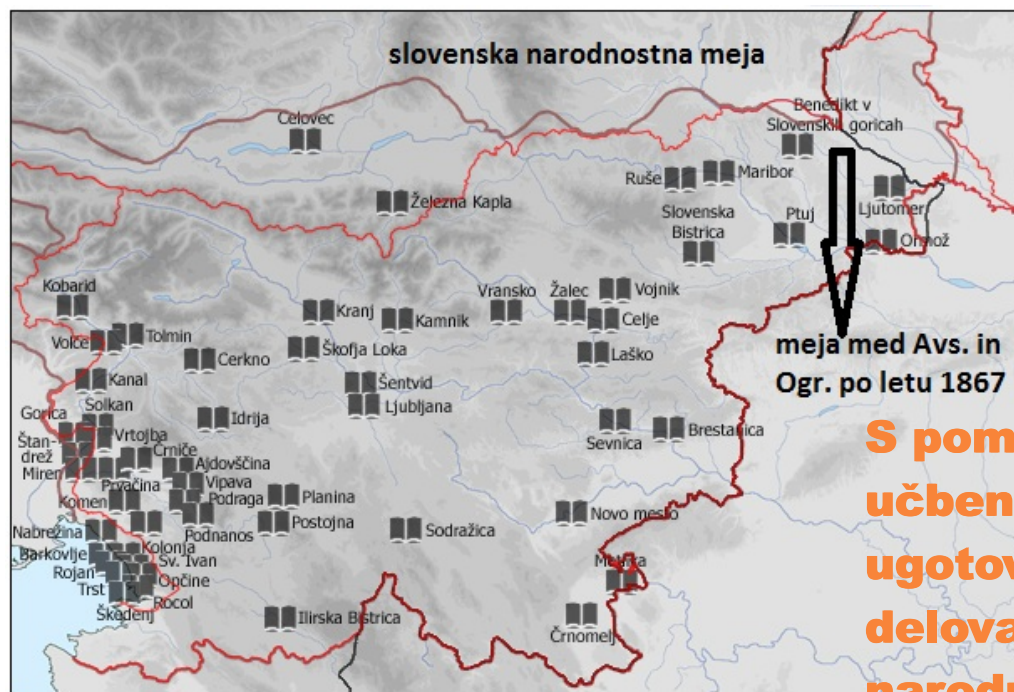 slovenska narodnostna meja
Celovec
Benedikt v
Slovenskih goricah
Železna Kapla
Ruše
Maribor
Ljutomer
Slovenska
Bistrica
Ptuj
Ormož
Kobarid
Vojnik
Vransko
Žalec
Kranj
Kamnik
Celje
Volče
Tolmin
Cerkno
Škofja Loka
Laško
meja med Avs. in
Ogr. po letu 1867
Kanal
Šentvid
Ljubljana
Solkan
Gorica
Idrija
Sevnica
Brestanica
Vrtojba
Štan-
drež
Črniče
Miren
Ajdovščina
Prvačina
Vipava
Komen
Podraga
Planina
Podnanos
Postojna
Sodražica
Novo mesto
Nabrežina
Barkovlje
Kolonja
Sv. Ivan
Rojan
Opčine
Trst
Rocol
Škedenj
Metlika
Ilirska Bistrica
Črnomelj
S pom
učben
ugotov
delova
narodn